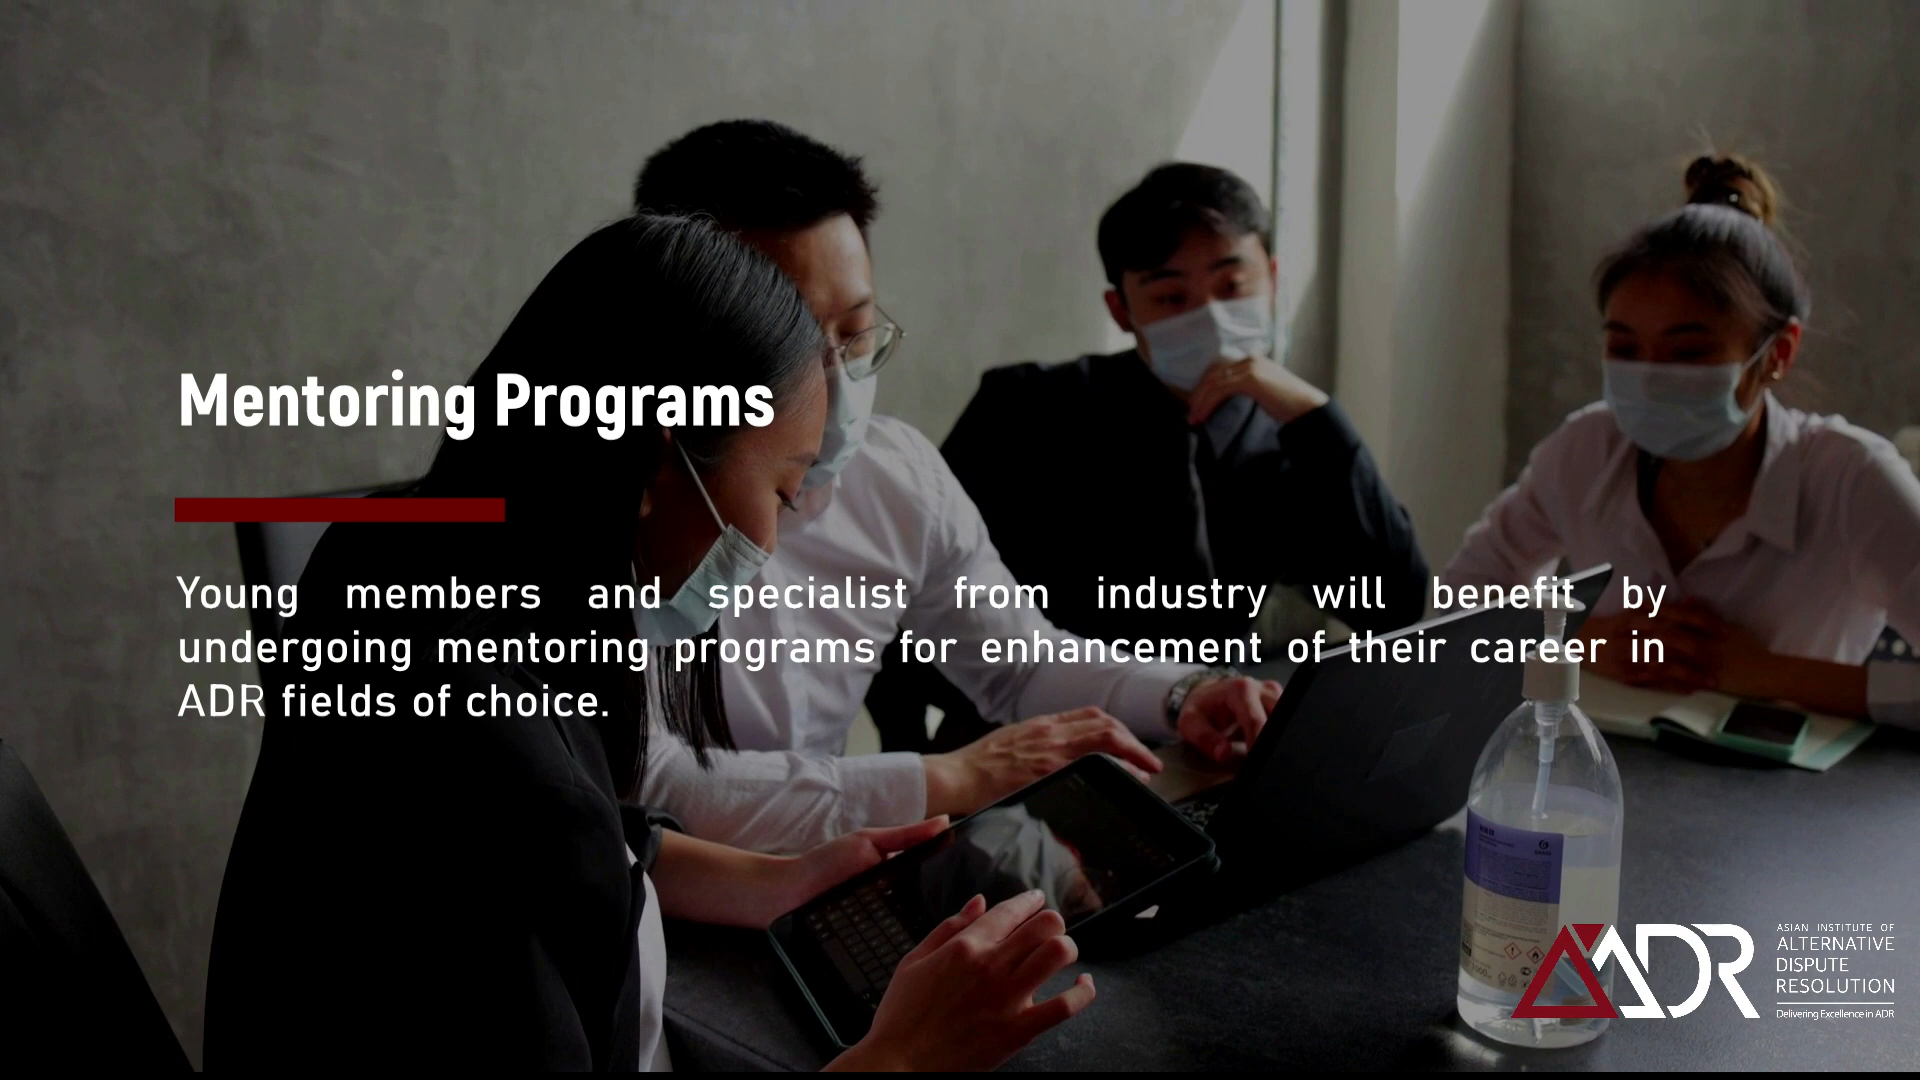 Mentoring Programs
Young members and specialist from industry will benefit by
undergoing mentoring programs for enhancement of their career in
ADR fields of choice.
AADR
ASIAN INSTITUTE OF
ALTERNATIVE
DISPUTE
RESOLUTION
Delivering Excellence in ADR